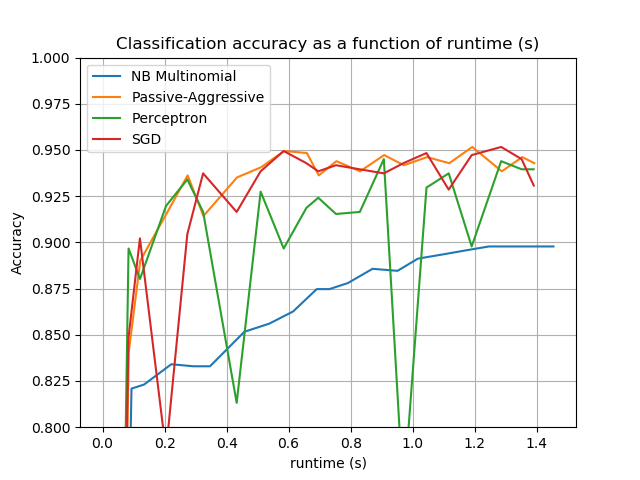 Classification accuracy as a function of runtime (s)
1.000
0.975
0.950
0.925
0.900
0.875
0.850
0.825
0.800
Accuracy
NB Multinomial
Passive-Aggressive
Perceptron
SGD
0.0 0.2 0.4 0.6 0.8 1.0 1.2 1.4
runtime (s)